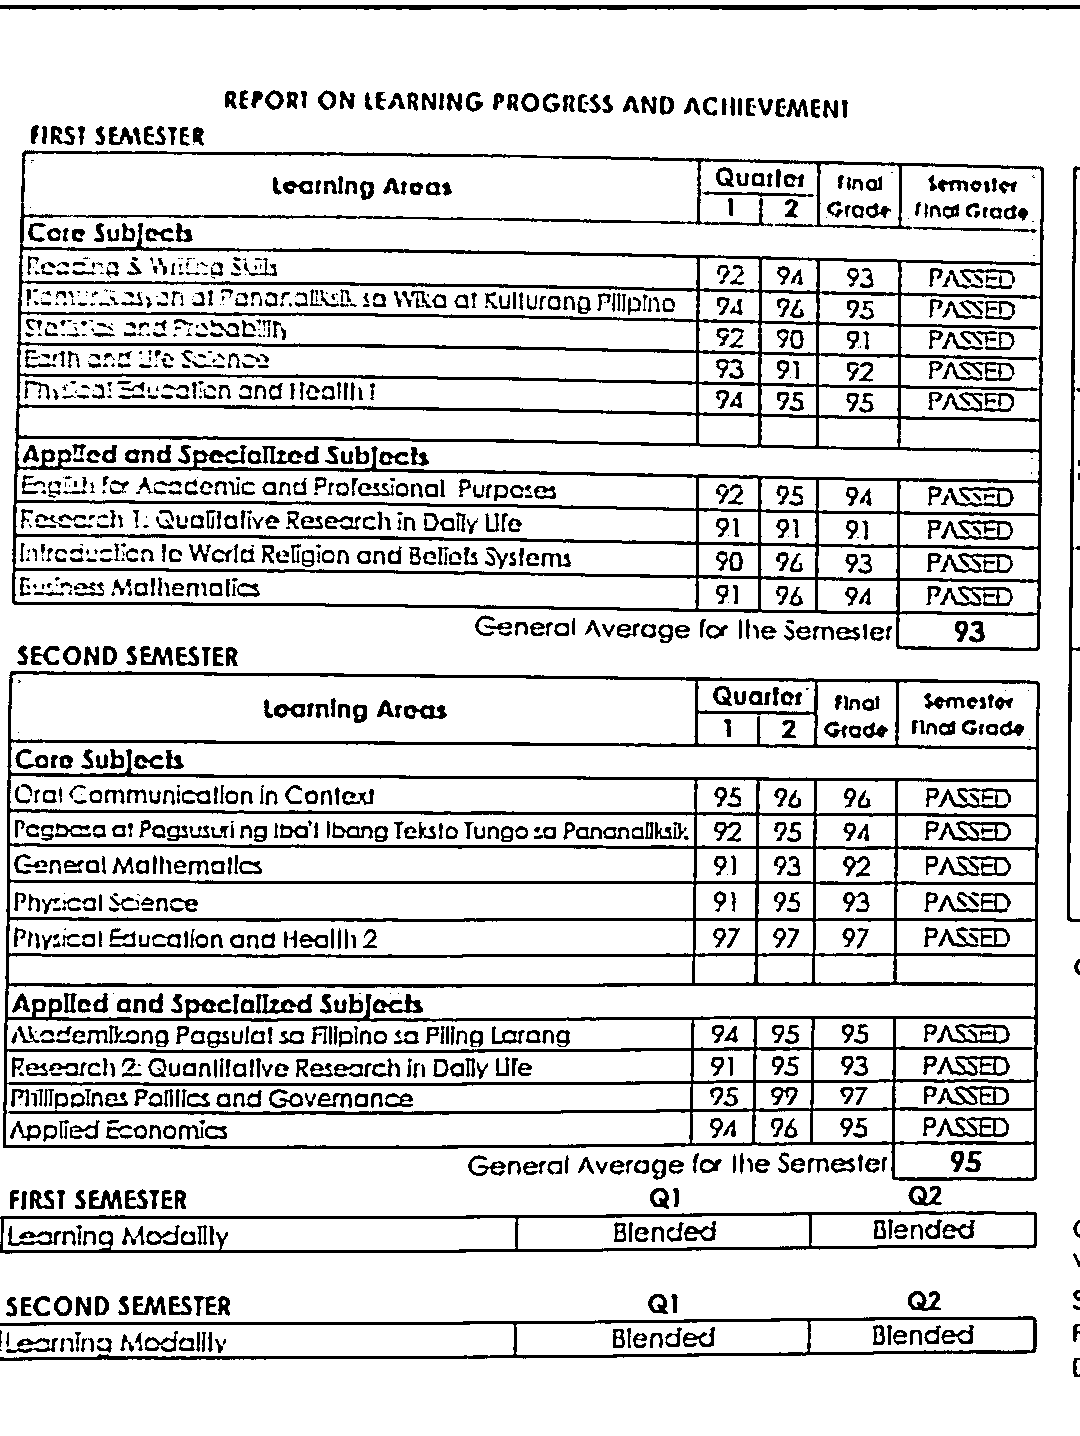 REPORT ON LEARNING PROGRESS AND ACHIEVEMENT
FIRST SEMESTER
Learning Areas Quarter Final Semester
1 2 Grade Final Grade
Core Subjects
Reading & Writing Skills 92 94 93 PASSED
Komunikasyon at Pananaliksik sa Wika at Kulturang Pilipino 94 96 95 PASSED
Statistics and Probability 92 90 91 PASSED
Earth and Life Science 93 91 92 PASSED
Physical Education and Health 1 94 95 95 PASSED
Applied and Specialized Subjects
English for Academic and Professional Purposes 92 95 94 PASSED
Research 1: Qualitative Research in Daily Life 91 91 91 PASSED
Introduction to World Religion and Beliefs Systems 90 96 93 PASSED
Business Mathematics 91 96 94 PASSED
General Average for the Semester 93
SECOND SEMESTER
Learning Areas Quarter Final Semester
1 2 Grade Final Grade
Core Subjects
Oral Communication in Context 95 96 96 PASSED
Pagbasa at Pagsusuri ng Iba't Ibang Teksto Tungo sa Pananaliksik 92 95 94 PASSED
General Mathematics 91 93 92 PASSED
Physical Science 91 95 93 PASSED
Physical Education and Health 2 97 97 97 PASSED
Applied and Specialized Subjects
Akademikong Pagsulat sa Filipino sa Piling Larang 94 95 95 PASSED
Research 2: Quantitative Research in Daily Life 91 95 93 PASSED
Philippines Politics and Governance 95 99 97 PASSED
Applied Economics 94 96 95 PASSED
General Average for the Semester 95
FIRST SEMESTER Q1 Q2
Learning Modality Blended Blended
SECOND SEMESTER Q1 Q2
Learning Modality Blended Blended